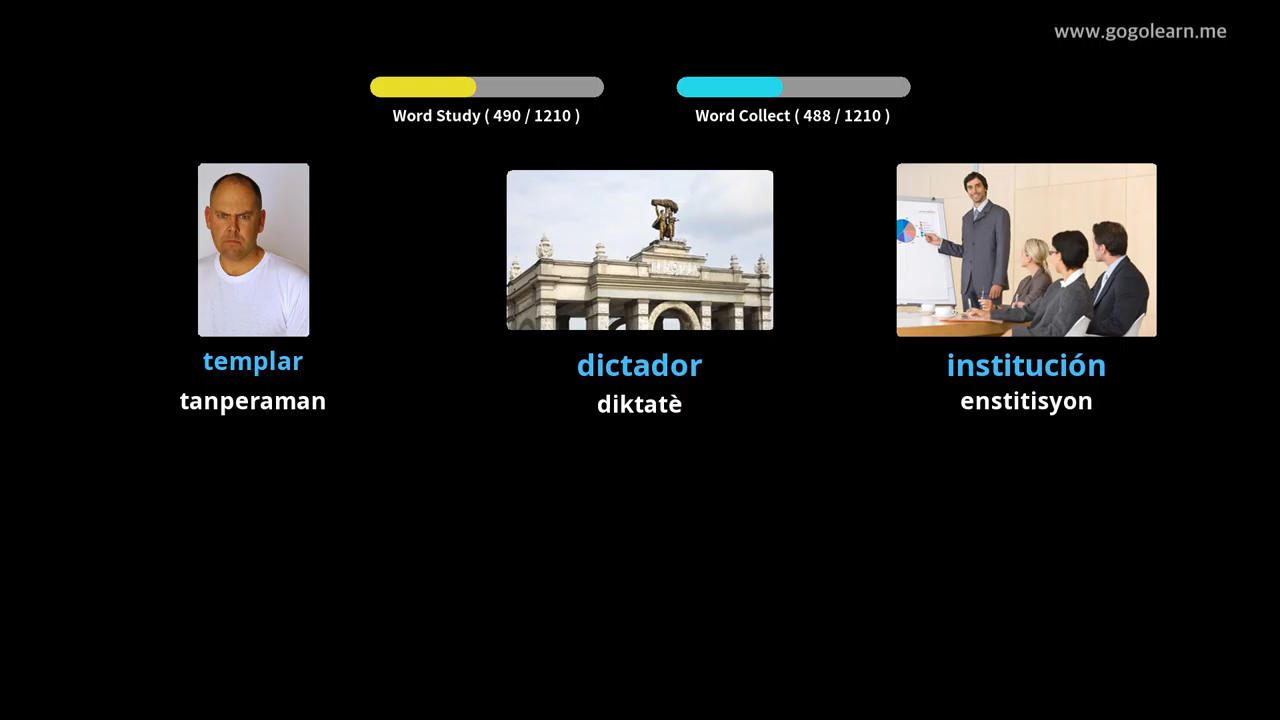 www.gogolearn.me
Word Study ( 490 / 1210 )
Word Collect ( 488 / 1210 )
templar
tanperaman
dictador
diktatè
institución
enstitisyon